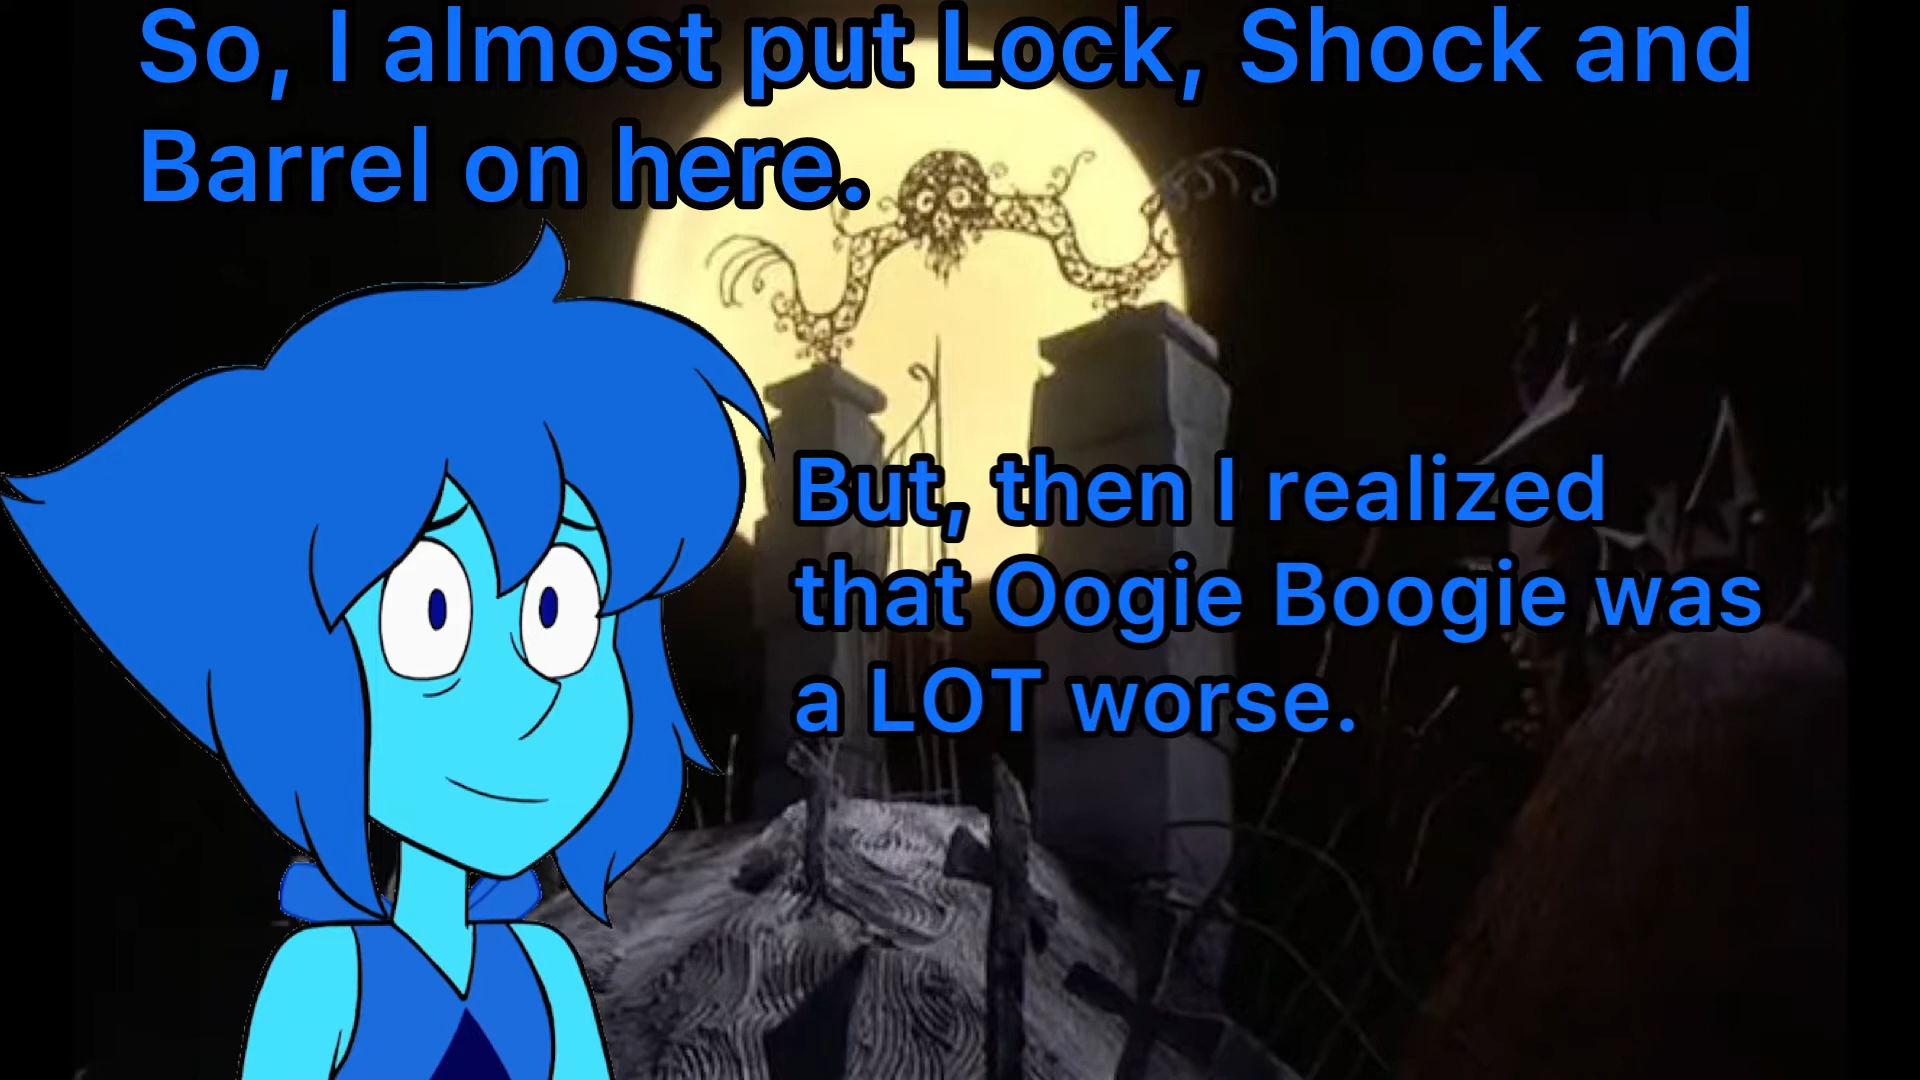 So, I almost put Lock, Shock and
Barrel on here.
But, then I realized
that Oogie Boogie was
a LOT worse.